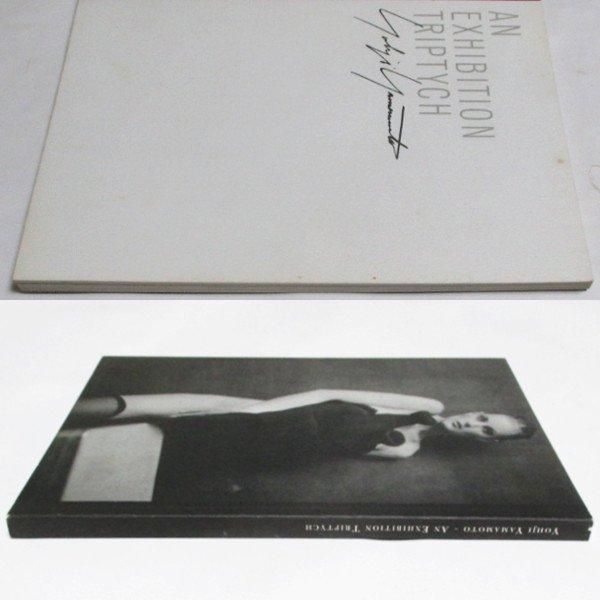 AN
EXHIBITION
TRIPTYCH
Yohji Yamamoto
YOHJI YAMAMOTO - AN EXHIBITION TRIPTYCH